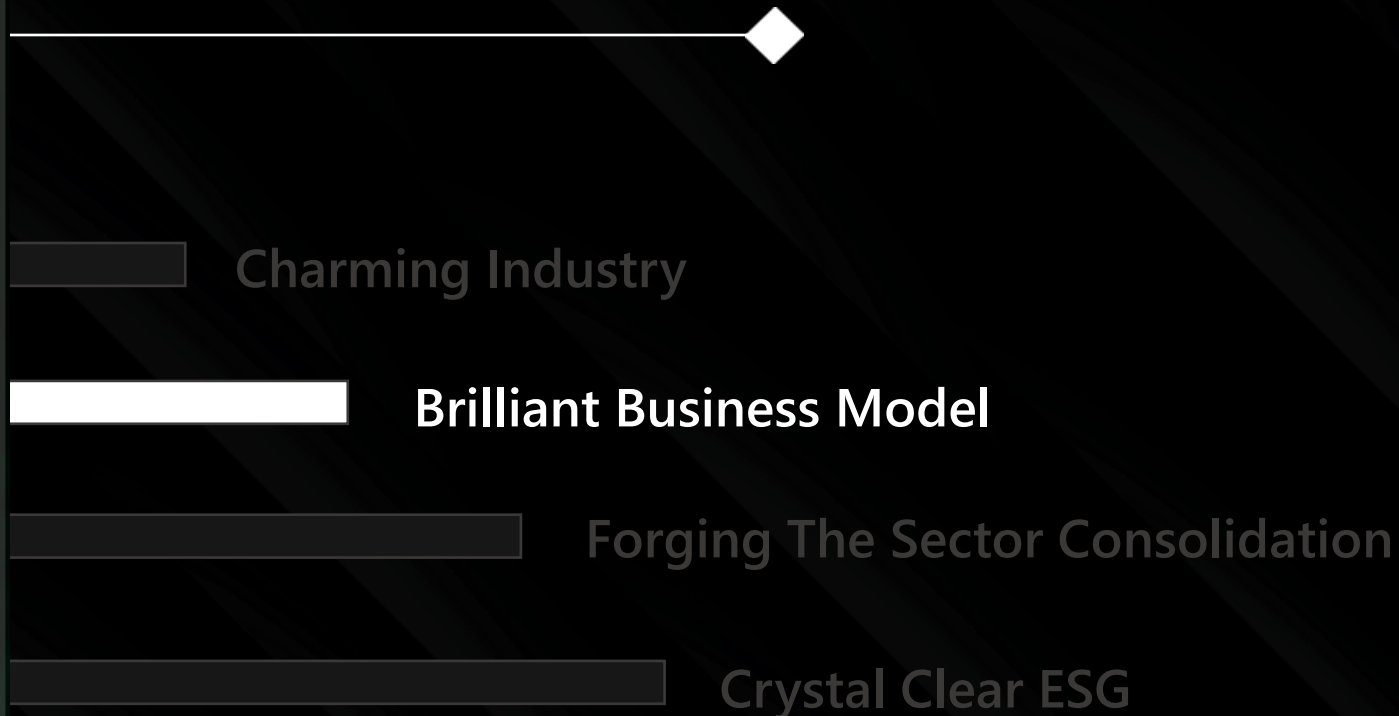 Charming Industry
Brilliant Business Model
Forging The Sector Consolidation
Crystal Clear ESG